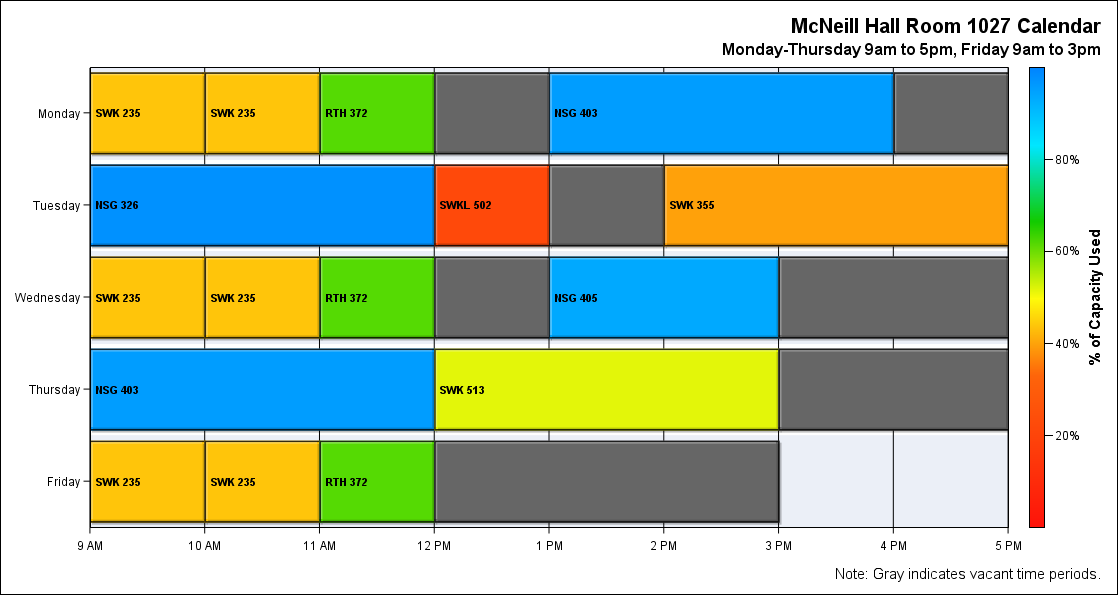 McNeill Hall Room 1027 Calendar
Monday-Thursday 9am to 5pm, Friday 9am to 3pm
Monday
SWK 235
SWK 235
RTH 372
NSG 403
Tuesday
NSG 326
SWKL 502
SWK 355
Wednesday
SWK 235
SWK 235
RTH 372
NSG 405
Thursday
NSG 403
SWK 513
Friday
SWK 235
SWK 235
RTH 372
9 AM
10 AM
11 AM
12 PM
1 PM
2 PM
3 PM
4 PM
5 PM
80%
60%
40%
20%
% of Capacity Used
Note: Gray indicates vacant time periods.